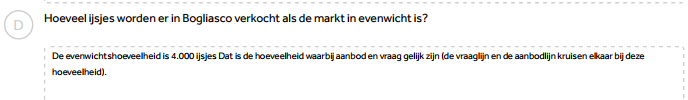 D
Hoeveel ijsjes worden er in Bogliasco verkocht als de markt in evenwicht is?
De evenwichtshoeveelheid is 4.000 ijsjes Dat is de hoeveelheid waarbij aanbod en vraag gelijk zijn (de vraaglijn en de aanbodlijn kruisen elkaar bij deze
hoeveelheid).